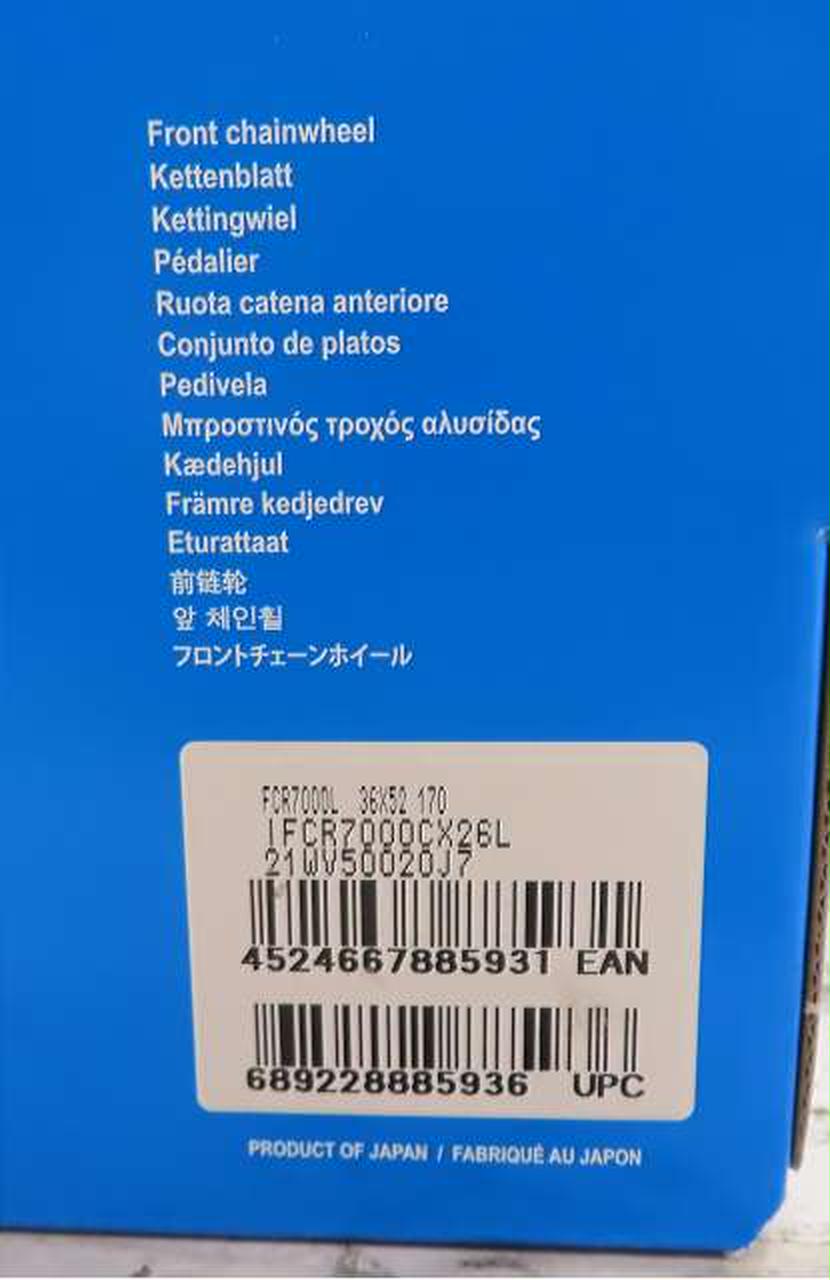 Front chainwheel
Kettenblatt
Kettingwiel
Pédalier
Ruota catena anteriore
Conjunto de platos
Pedivela
Μπροστινός τροχός αλυσίδας
Kædehjul
Främre kedjedrev
Eturattaat
前链轮
앞 체인휠
フロントチェーンホイール
FCR7000L 36X52 170
IFCR7000CX26L
21WV50020J7
4524667885931 EAN
689228885936 UPC
PRODUCT OF JAPAN / FABRIQUÉ AU JAPON